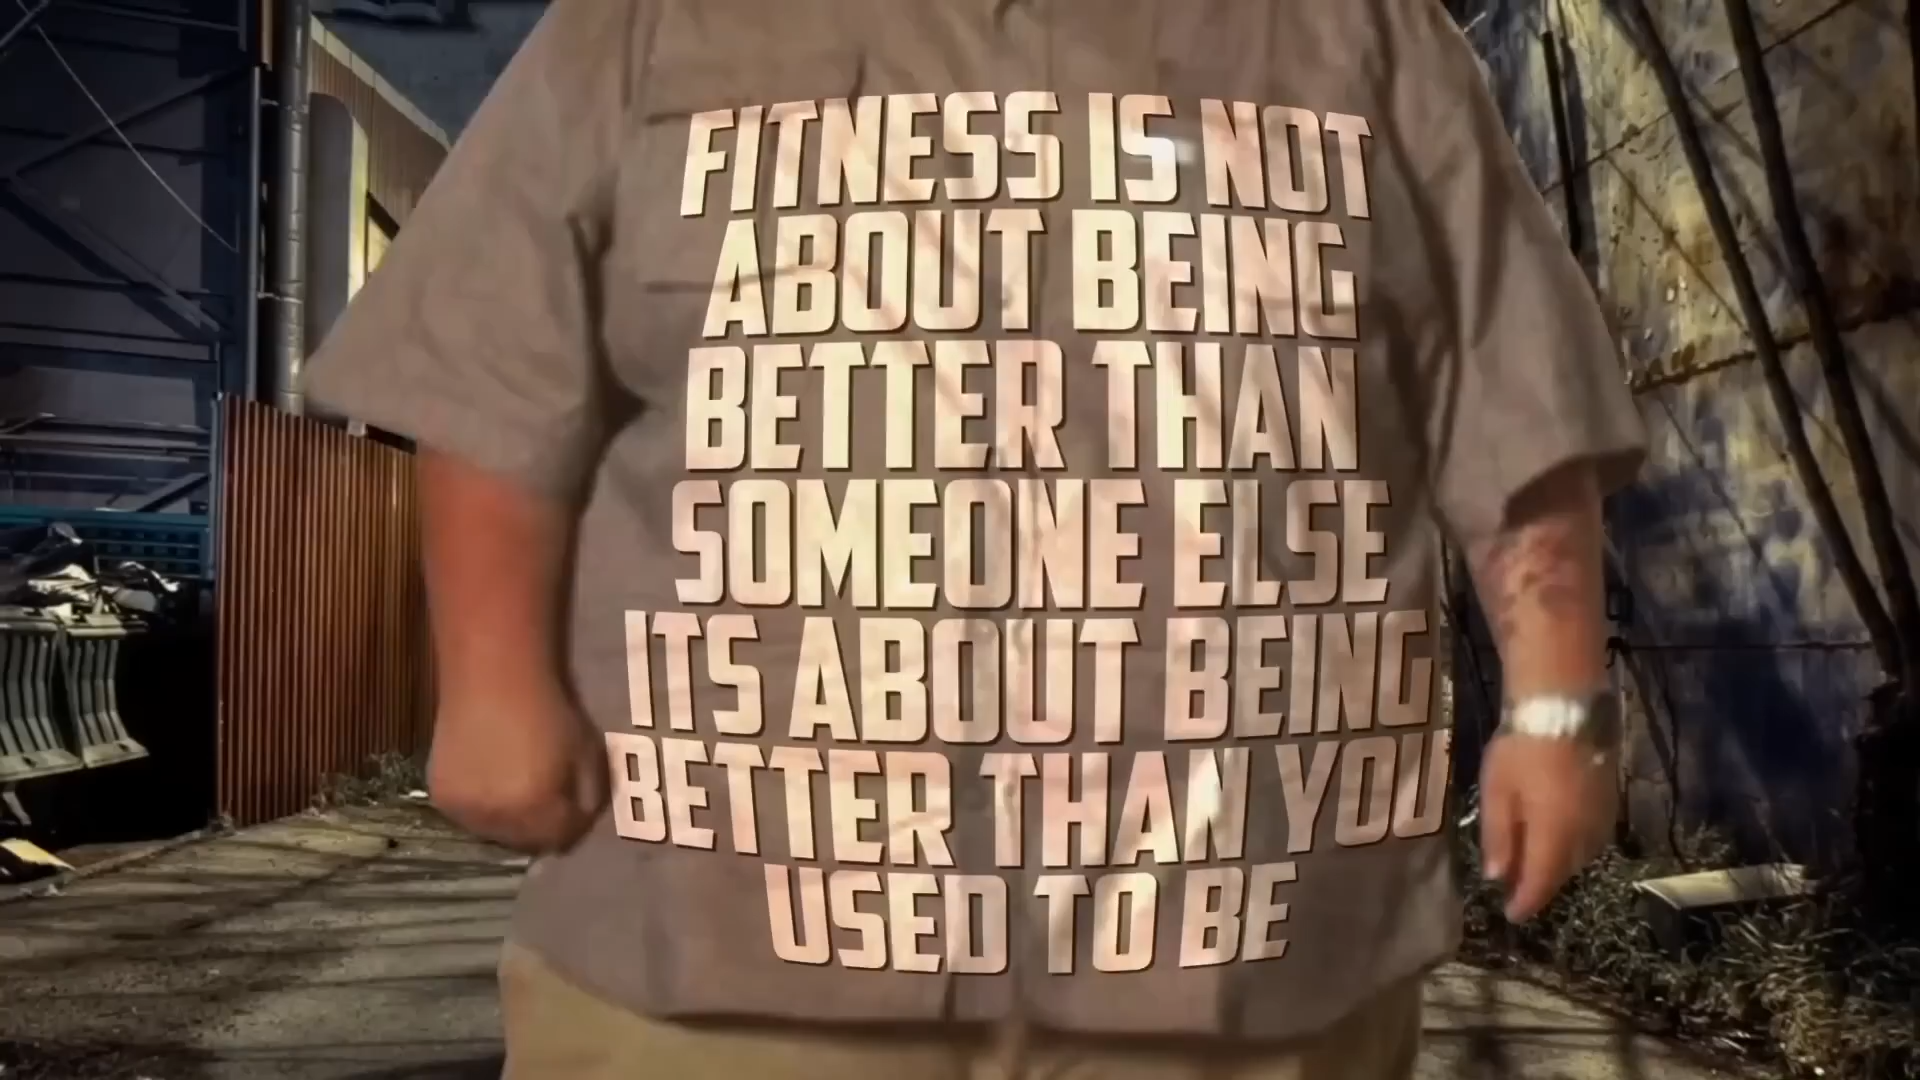 FITNESS IS NOT
ABOUT BEING
BETTER THAN
SOMEONE ELSE
ITS ABOUT BEING
BETTER THAN YOU
USED TO BE